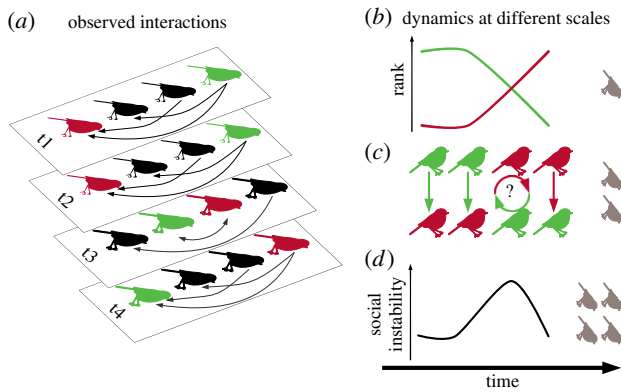 (a) observed interactions
t1
t2
t3
t4
(b) dynamics at different scales
rank
(c)
?
(d)
social
instability
time